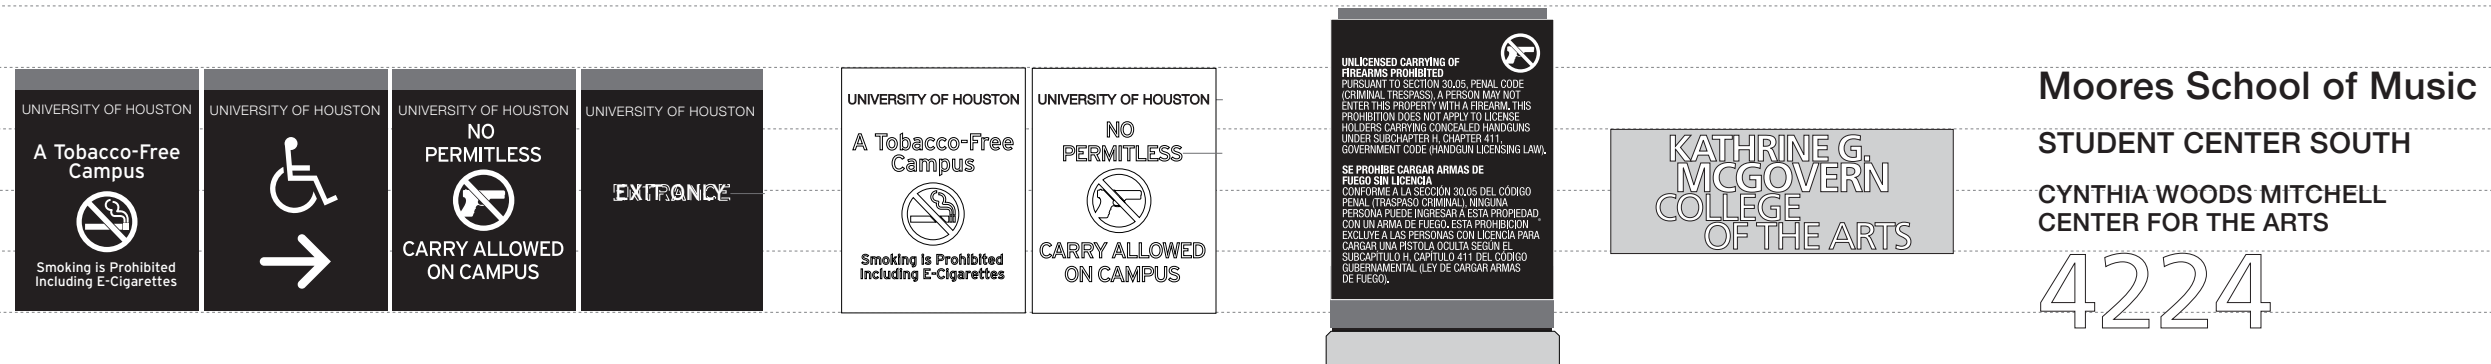 UNIVERSITY OF HOUSTON
A Tobacco-Free
Campus
Smoking is Prohibited
Including E-Cigarettes
UNIVERSITY OF HOUSTON
UNIVERSITY OF HOUSTON
NO
PERMITLESS
CARRY ALLOWED
ON CAMPUS
UNIVERSITY OF HOUSTON
UNIVERSITY OF HOUSTON
A Tobacco-Free
Campus
Smoking is Prohibited
Including E-Cigarettes
UNIVERSITY OF HOUSTON
NO
PERMITLESS
CARRY ALLOWED
ON CAMPUS
UNLICENSED CARRYING OF
FIREARMS PROHIBITED
PURSUANT TO SECTION 30.05, PENAL CODE
(CRIMINAL TRESPASS), A PERSON MAY NOT
ENTER THIS PROPERTY WITH A FIREARM. THIS
PROHIBITION DOES NOT APPLY TO LICENSE
HOLDERS CARRYING CONCEALED HANDGUNS
UNDER SUBCHAPTER H, CHAPTER 411,
GOVERNMENT CODE (HANDGUN LICENSING LAW).
SE PROHIBE CARGAR ARMAS DE
FUEGO SIN LICENCIA
CONFORME A LA SECCIÓN 30.05 DEL CÓDIGO
PENAL (TRASPASO CRIMINAL), NINGUNA
PERSONA PUEDE INGRESAR A ESTA PROPIEDAD
CON UN ARMA DE FUEGO. ESTA PROHIBICION
EXCLUYE A LAS PERSONAS CON LICENCIA PARA
CARGAR UNA PISTOLA OCULTA SEGÚN EL
SUBCAPÍTULO H, CAPÍTULO 411 DEL CÓDIGO
GUBERNAMENTAL (LEY DE CARGAR ARMAS
DE FUEGO).
KATHRINE G.
MCGOVERN
COLLEGE
OF THE ARTS
Moores School of Music
STUDENT CENTER SOUTH
CYNTHIA WOODS MITCHELL
CENTER FOR THE ARTS
4224